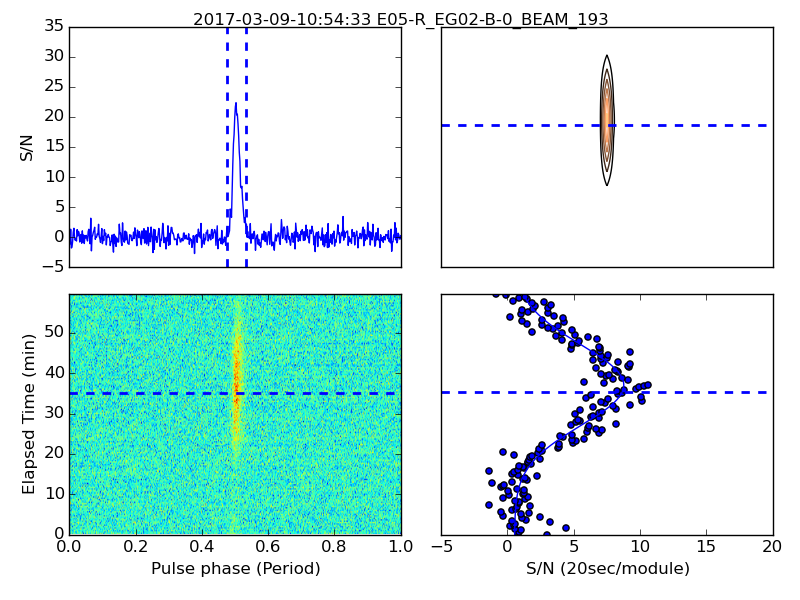 2017-03-09-10:54:33 E05-R_EG02-B-0_BEAM_193
35
30
25
20
15
10
5
0
−5
S/N
50
40
30
20
10
0
Elapsed Time (min)
0.0 0.2 0.4 0.6 0.8 1.0
Pulse phase (Period)
−5 0 5 10 15 20
S/N (20sec/module)